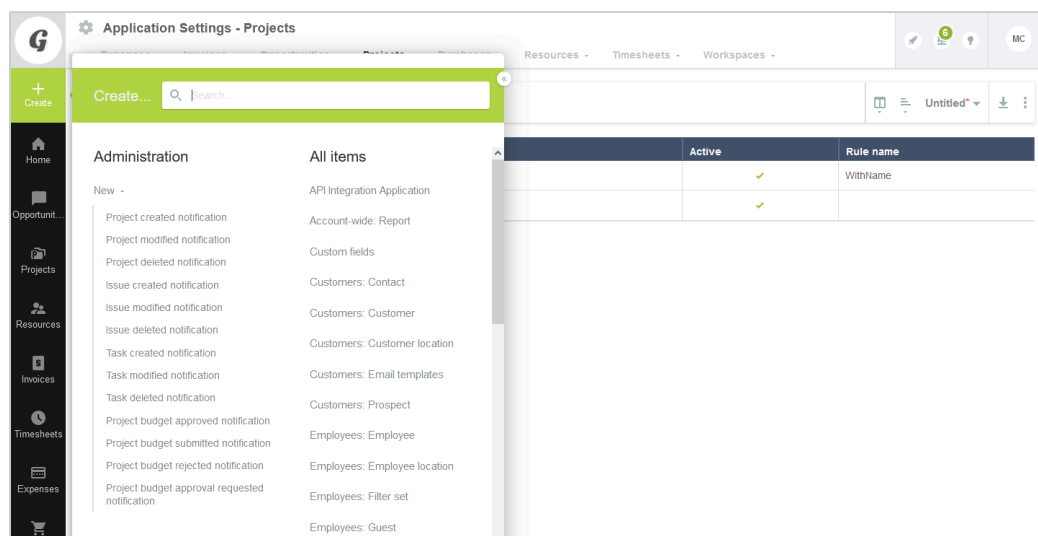 G
Application Settings - Projects
6
MC
Expenses Invoices Opportunities Projects Purchases Resources Timesheets Workspaces
Create
Create...
Search...
Untitled*
Home
Opportunit...
Projects
Resources
Invoices
Timesheets
Expenses
Administration
New
Project created notification
Project modified notification
Project deleted notification
Issue created notification
Issue modified notification
Issue deleted notification
Task created notification
Task modified notification
Task deleted notification
Project budget approved notification
Project budget submitted notification
Project budget rejected notification
Project budget approval requested
notification
All items
API Integration Application
Account-wide: Report
Custom fields
Customers: Contact
Customers: Customer
Customers: Customer location
Customers: Email templates
Customers: Prospect
Employees: Employee
Employees: Employee location
Employees: Filter set
Employees: Guest
Active Rule name
WithName